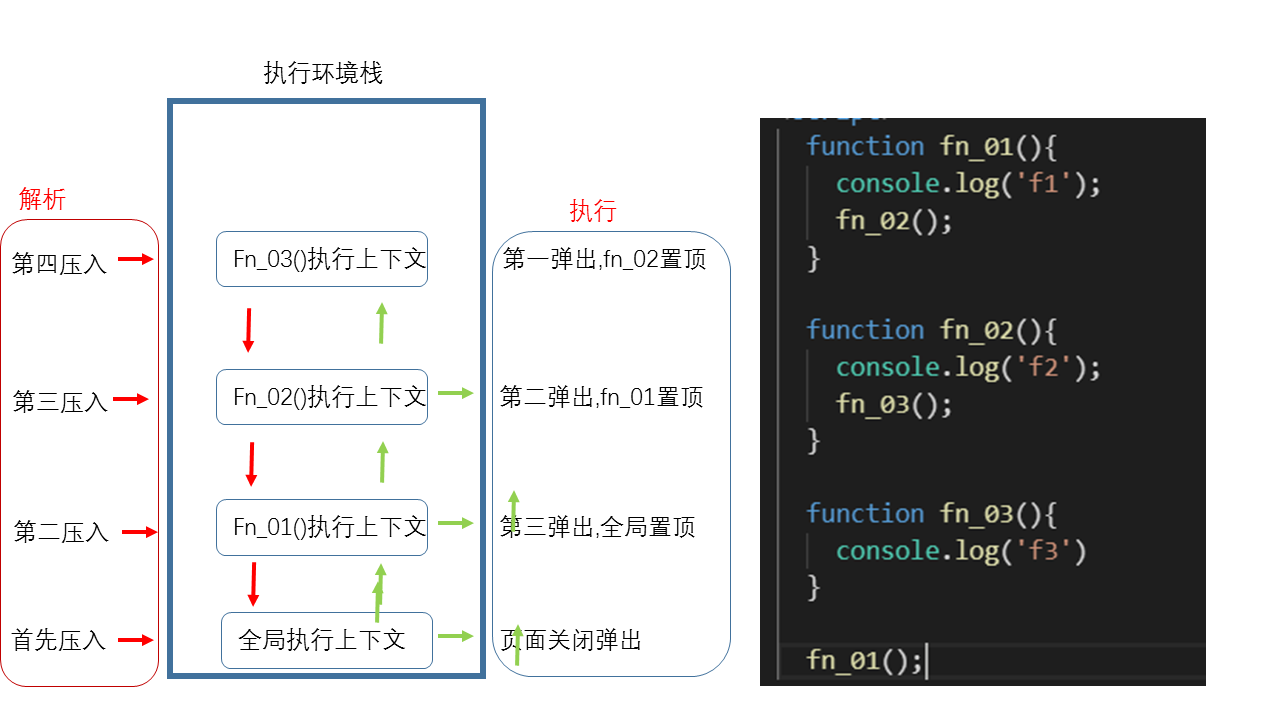 执行环境栈
解析
第四压入
第三压入
第二压入
首先压入
Fn_03()执行上下文
Fn_02()执行上下文
Fn_01()执行上下文
全局执行上下文
执行
第一弹出,fn_02置顶
第二弹出,fn_01置顶
第三弹出,全局置顶
页面关闭弹出
function fn_01(){
console.log('f1');
fn_02();
}
function fn_02(){
console.log('f2');
fn_03();
}
function fn_03(){
console.log('f3')
}
fn_01();